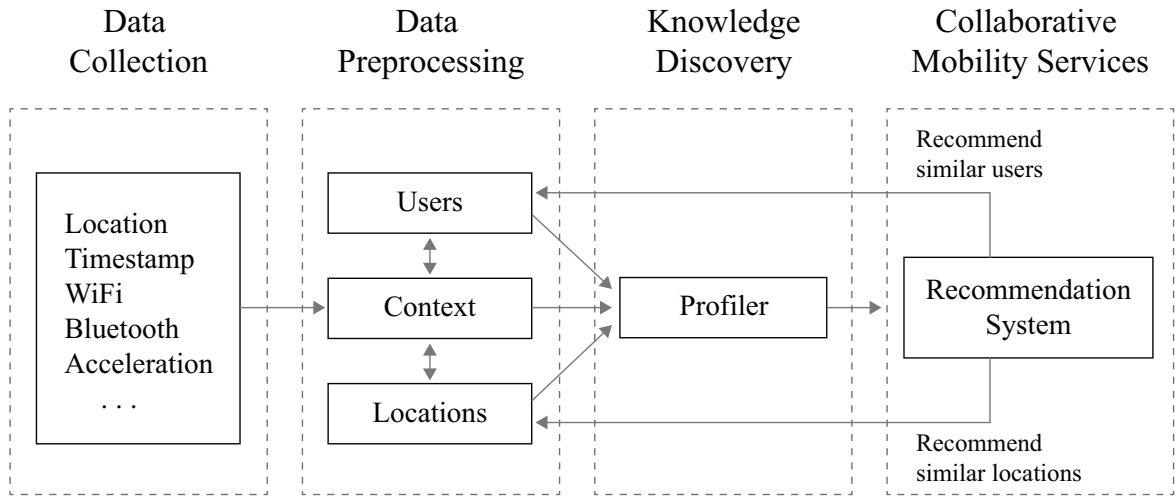 Data
Collection
Data
Preprocessing
Knowledge
Discovery
Collaborative
Mobility Services
Location
Timestamp
WiFi
Bluetooth
Acceleration
. . .
Users
Context
Locations
Profiler
Recommend
similar users
Recommendation
System
Recommend
similar locations